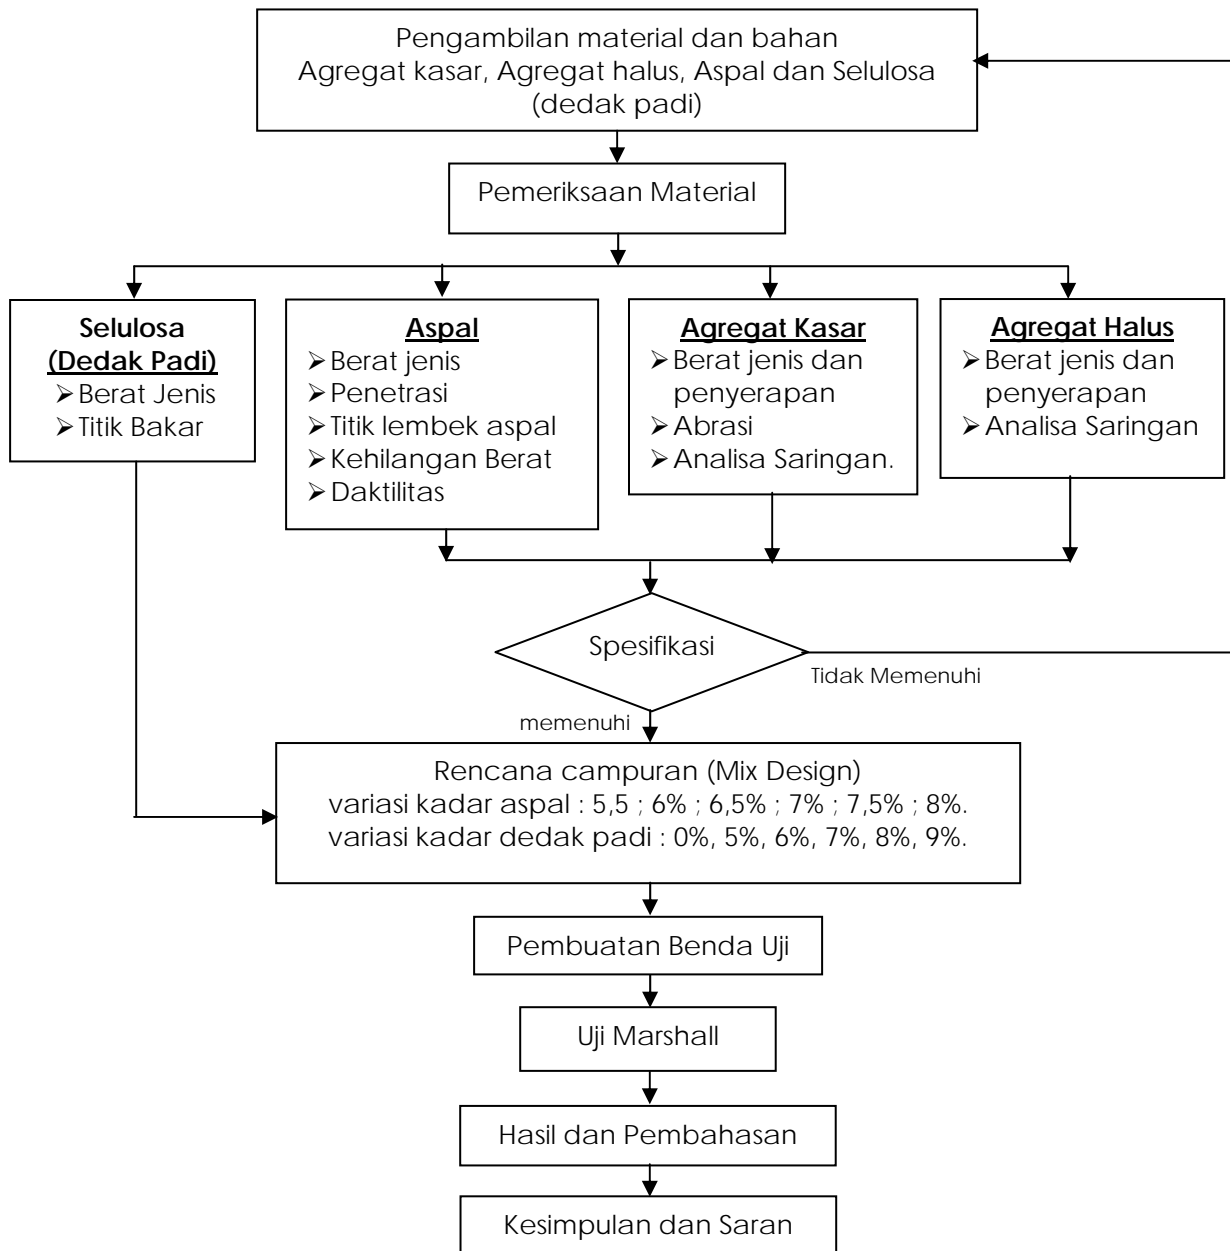 Pengambilan material dan bahan
Agregat kasar, Agregat halus, Aspal dan Selulosa
(dedak padi)
Pemeriksaan Material
Selulosa
(Dedak Padi)
➢ Berat Jenis
➢ Titik Bakar
Aspal
➢ Berat jenis
➢ Penetrasi
➢ Titik lembek aspal
➢ Kehilangan Berat
➢ Daktilitas
Agregat Kasar
➢ Berat jenis dan
penyerapan
➢ Abrasi
➢ Analisa Saringan.
Agregat Halus
➢ Berat jenis dan
penyerapan
➢ Analisa Saringan
Spesifikasi
Tidak Memenuhi
memenuhi
Rencana campuran (Mix Design)
variasi kadar aspal : 5,5 ; 6% ; 6,5% ; 7% ; 7,5% ; 8%.
variasi kadar dedak padi : 0%, 5%, 6%, 7%, 8%, 9%.
Pembuatan Benda Uji
Uji Marshall
Hasil dan Pembahasan
Kesimpulan dan Saran